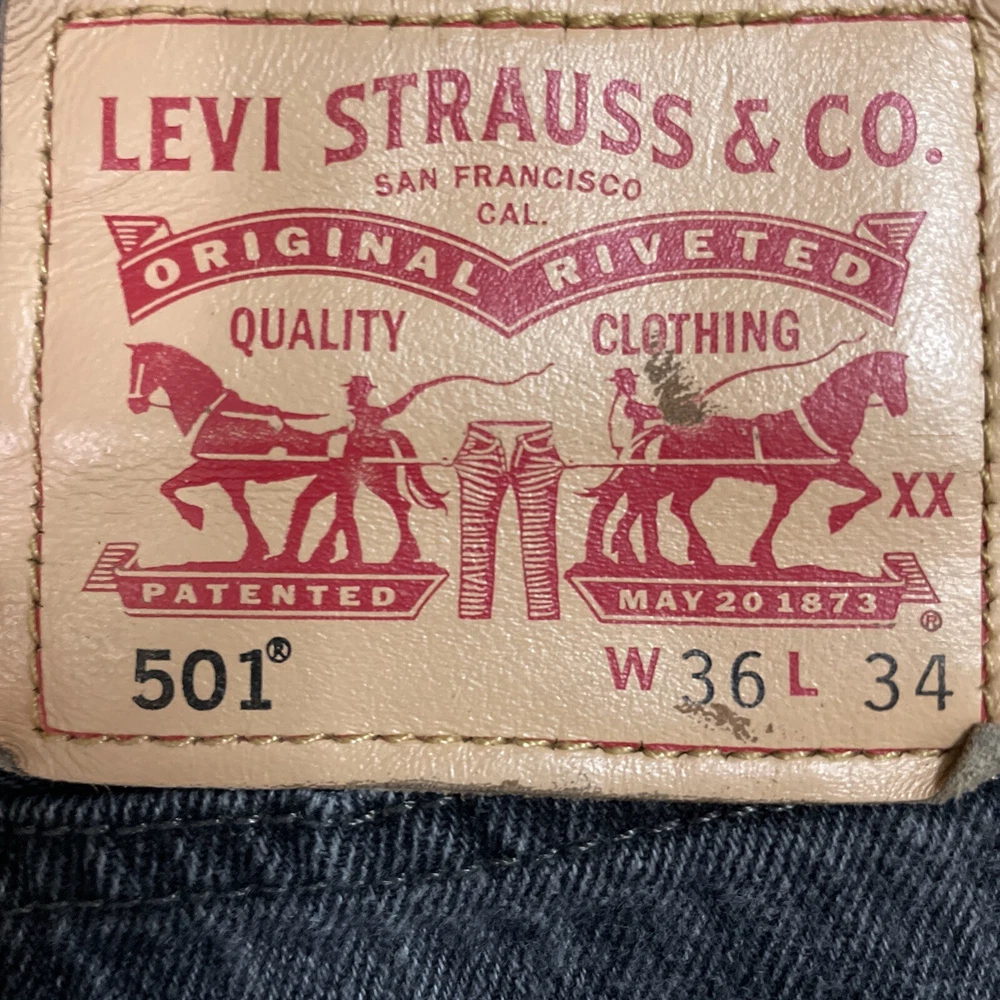 LEVI STRAUSS & CO.
SAN FRANCISCO
CAL.
ORIGINAL RIVETED
QUALITY CLOTHING
XX
PATENTED MAY 20 1873 ®
501® W 36 L 34